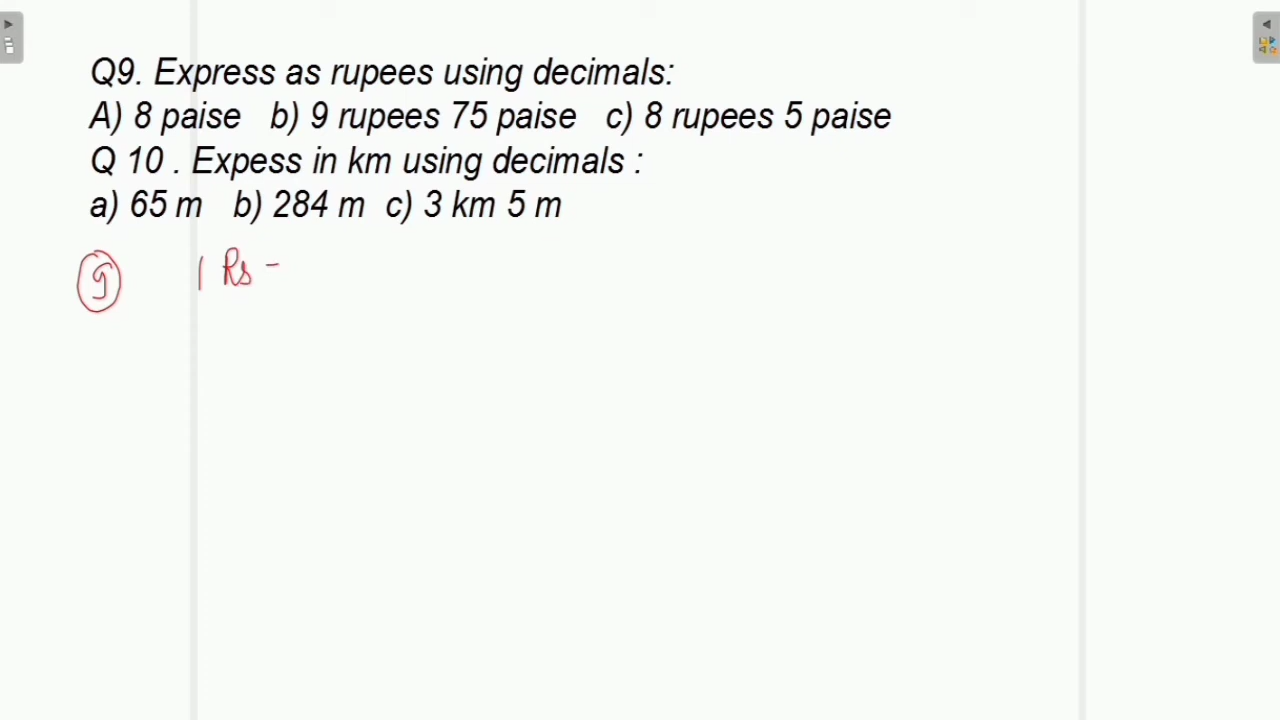 Q9. Express as rupees using decimals:
A) 8 paise b) 9 rupees 75 paise c) 8 rupees 5 paise
Q 10 . Expess in km using decimals :
a) 65 m b) 284 m c) 3 km 5 m
9 1 Rs -